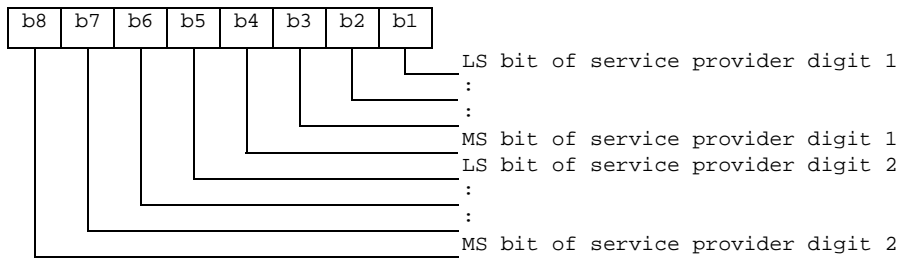 b8 b7 b6 b5 b4 b3 b2 b1
LS bit of service provider digit 1
:
:
MS bit of service provider digit 1
LS bit of service provider digit 2
:
:
MS bit of service provider digit 2